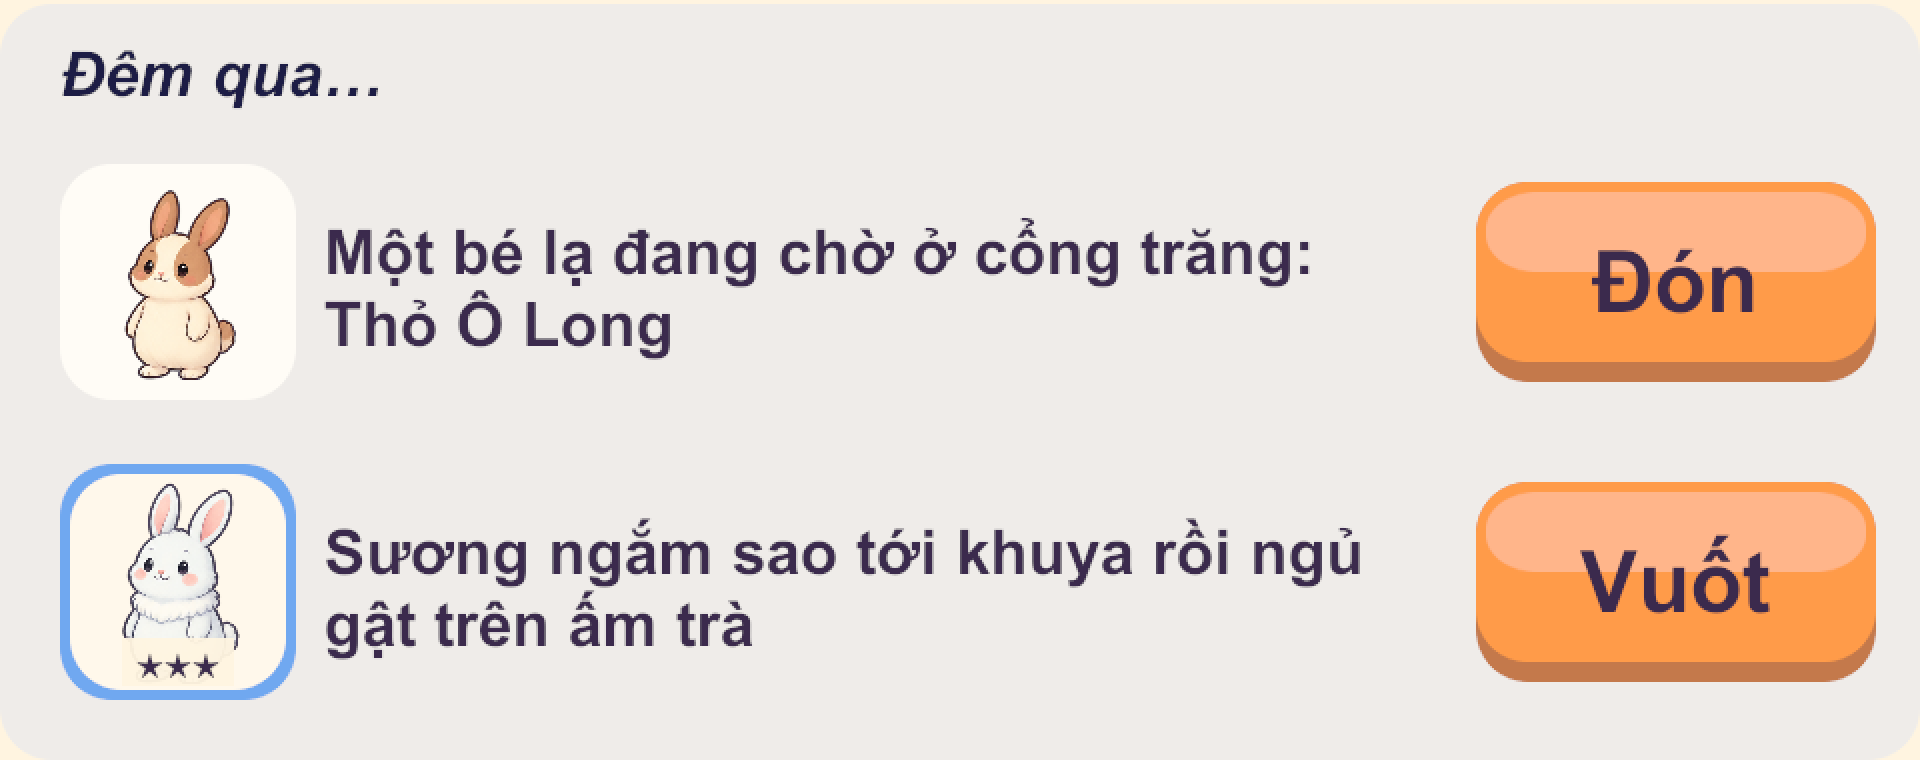 Đêm qua...
Một bé lạ đang chờ ở cổng trăng:
Thỏ Ô Long
Đón
Sương ngắm sao tới khuya rồi ngủ
gật trên ấm trà
Vuốt
★★★